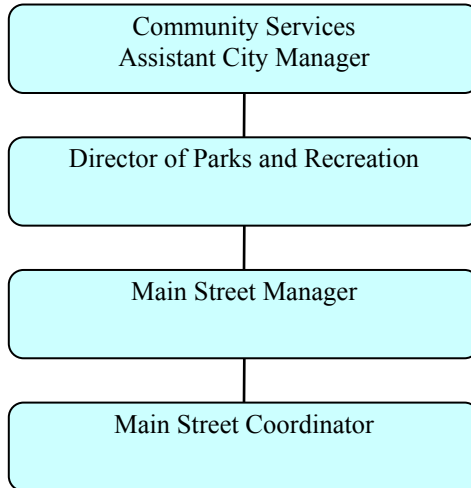 Community Services
Assistant City Manager
Director of Parks and Recreation
Main Street Manager
Main Street Coordinator